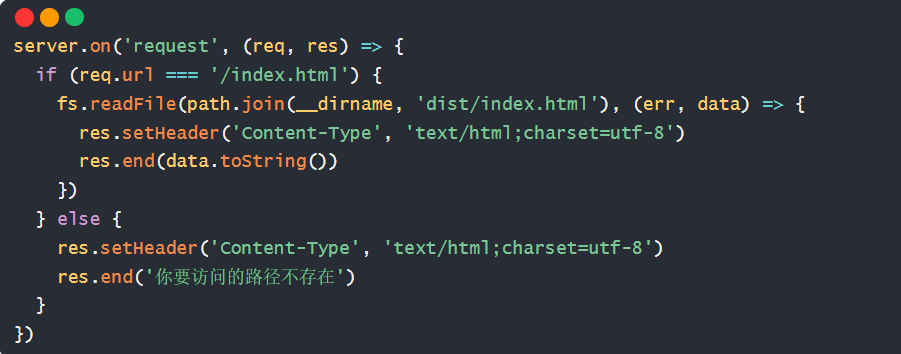 server.on('request', (req, res) => {
  if (req.url === '/index.html') {
    fs.readFile(path.join(__dirname, 'dist/index.html'), (err, data) => {
      res.setHeader('Content-Type', 'text/html;charset=utf-8')
      res.end(data.toString())
    })
  } else {
    res.setHeader('Content-Type', 'text/html;charset=utf-8')
    res.end('你要访问的路径不存在')
  }
})